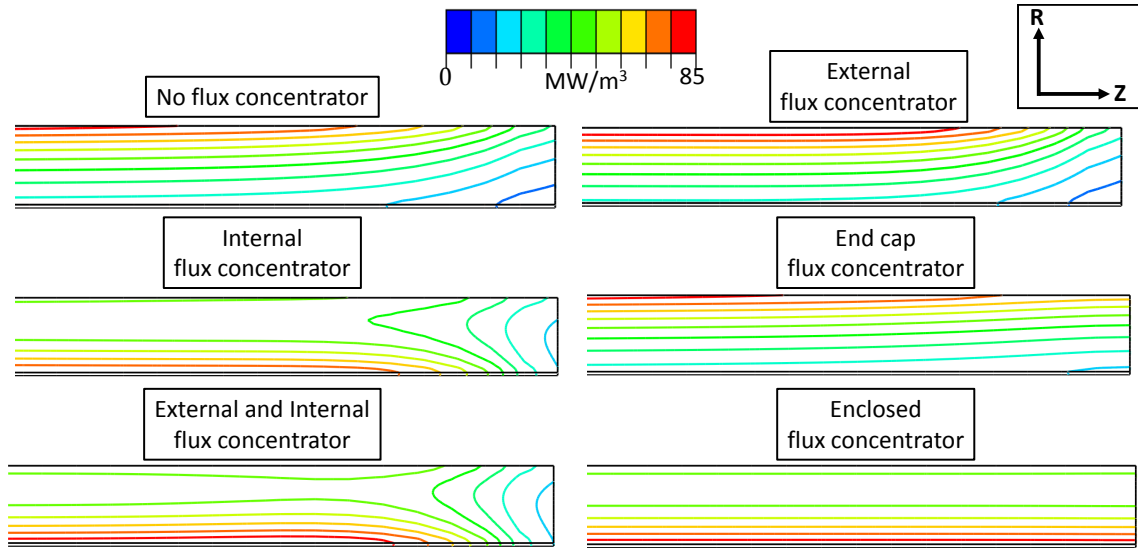 0
85
MW/m³
R
Z
No flux concentrator
External
flux concentrator
Internal
flux concentrator
End cap
flux concentrator
External and Internal
flux concentrator
Enclosed
flux concentrator